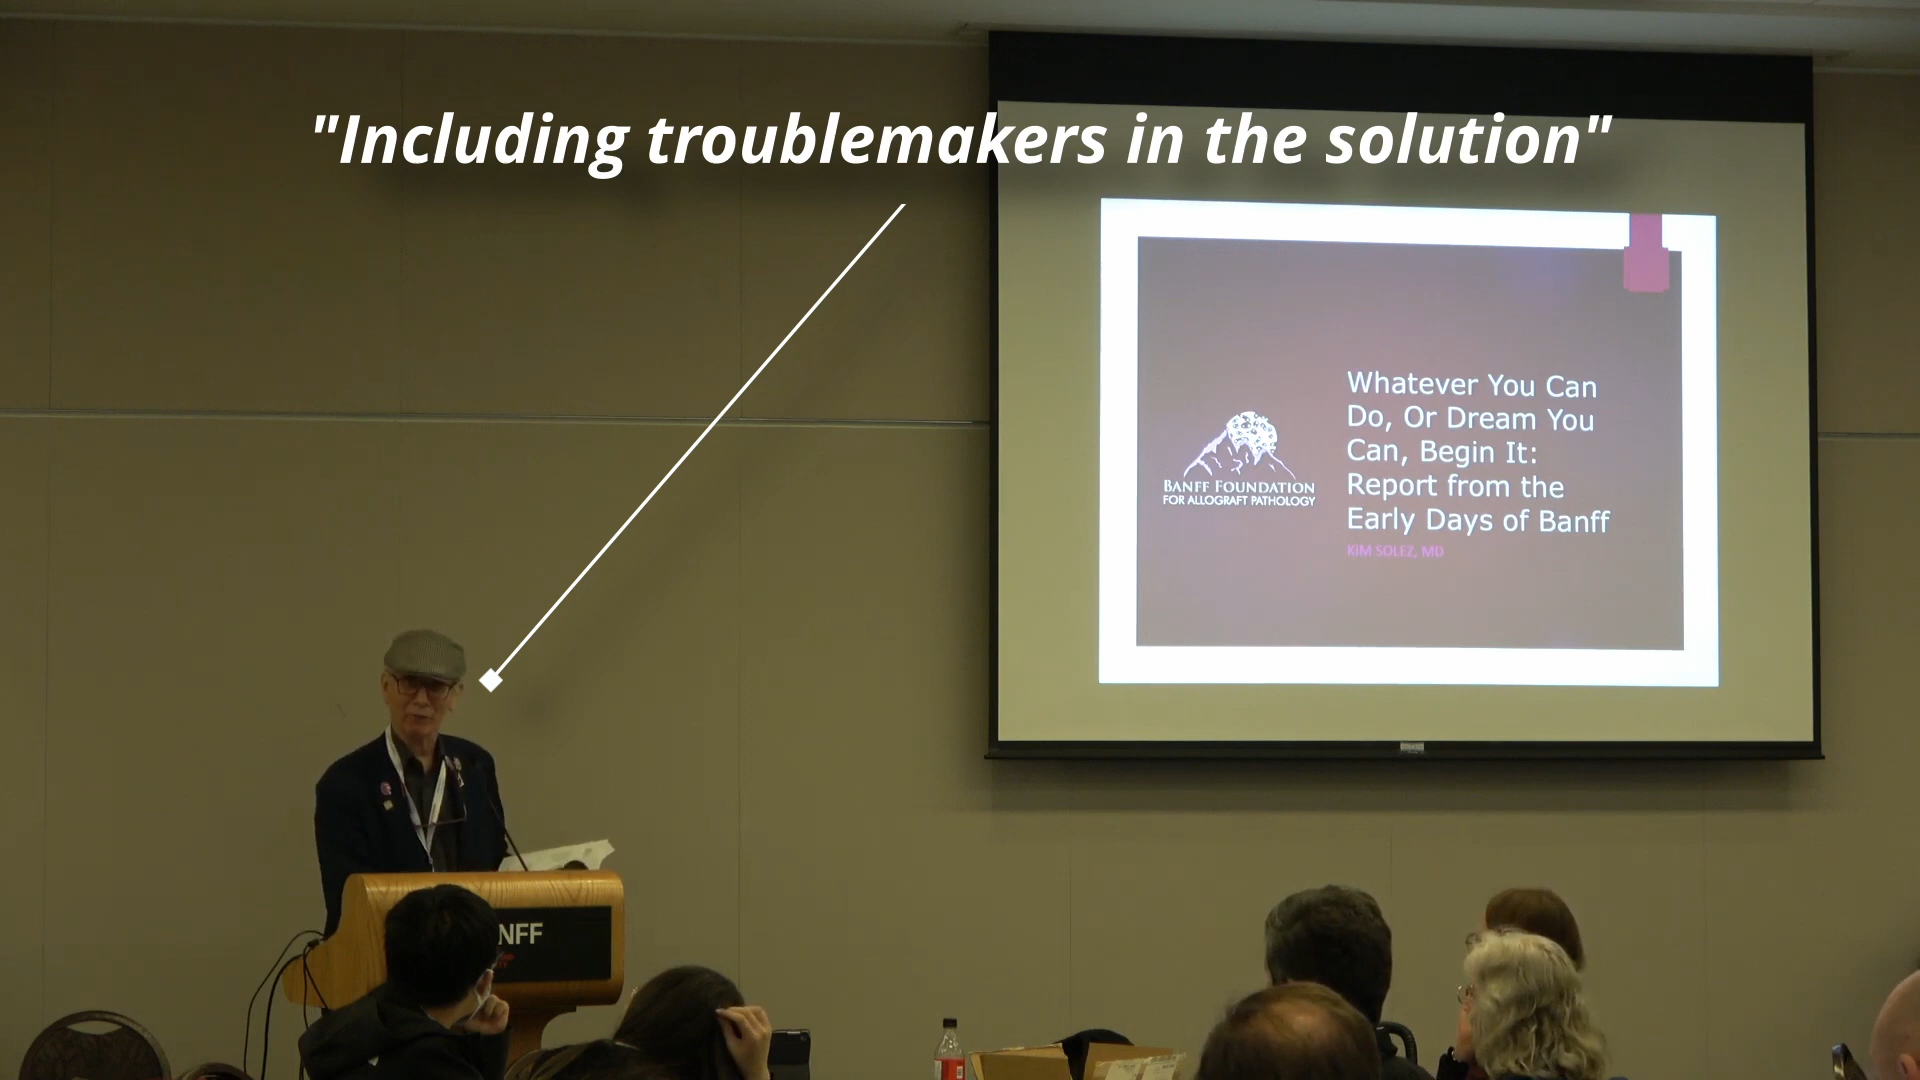 "Including troublemakers in the solution"
Whatever You Can
Do, Or Dream You
Can, Begin It:
Report from the
Early Days of Banff
KIM SOLEZ, MD
BANFF FOUNDATION
FOR ALLOGRAFT PATHOLOGY
NFF